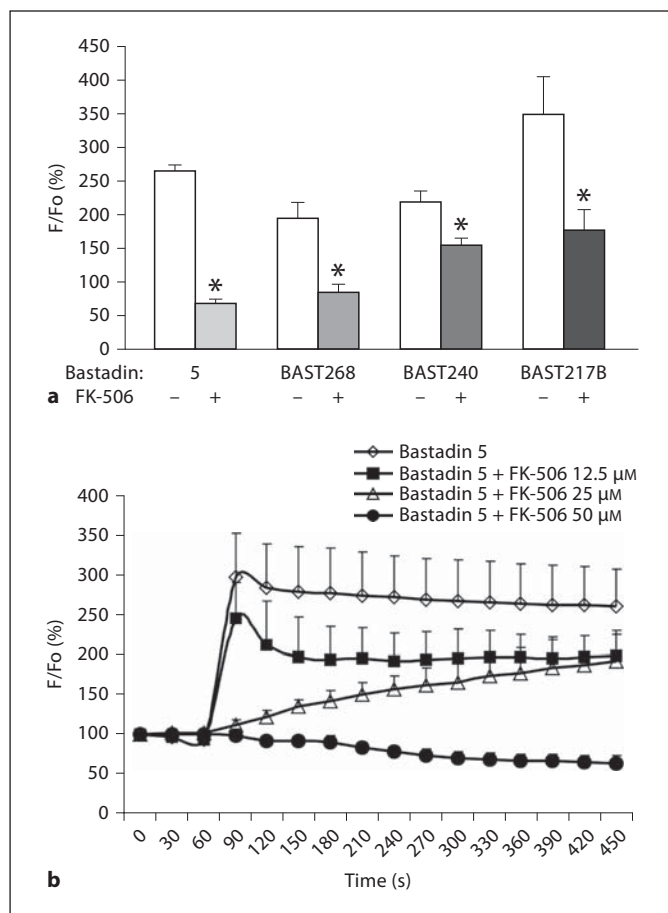 450
400
350
300
250
200
150
100
50
0
F/Fo (%)
* * * *
Bastadin: 5 BAST268 BAST240 BAST217B
a FK-506 – + – + – + – +
Bastadin 5
Bastadin 5 + FK-506 12.5 μM
Bastadin 5 + FK-506 25 μM
Bastadin 5 + FK-506 50 μM
400
350
300
250
200
150
100
50
0
F/Fo (%)
0 30 60 90 120 150 180 210 240 270 300 330 360 390 420 450
b Time (s)